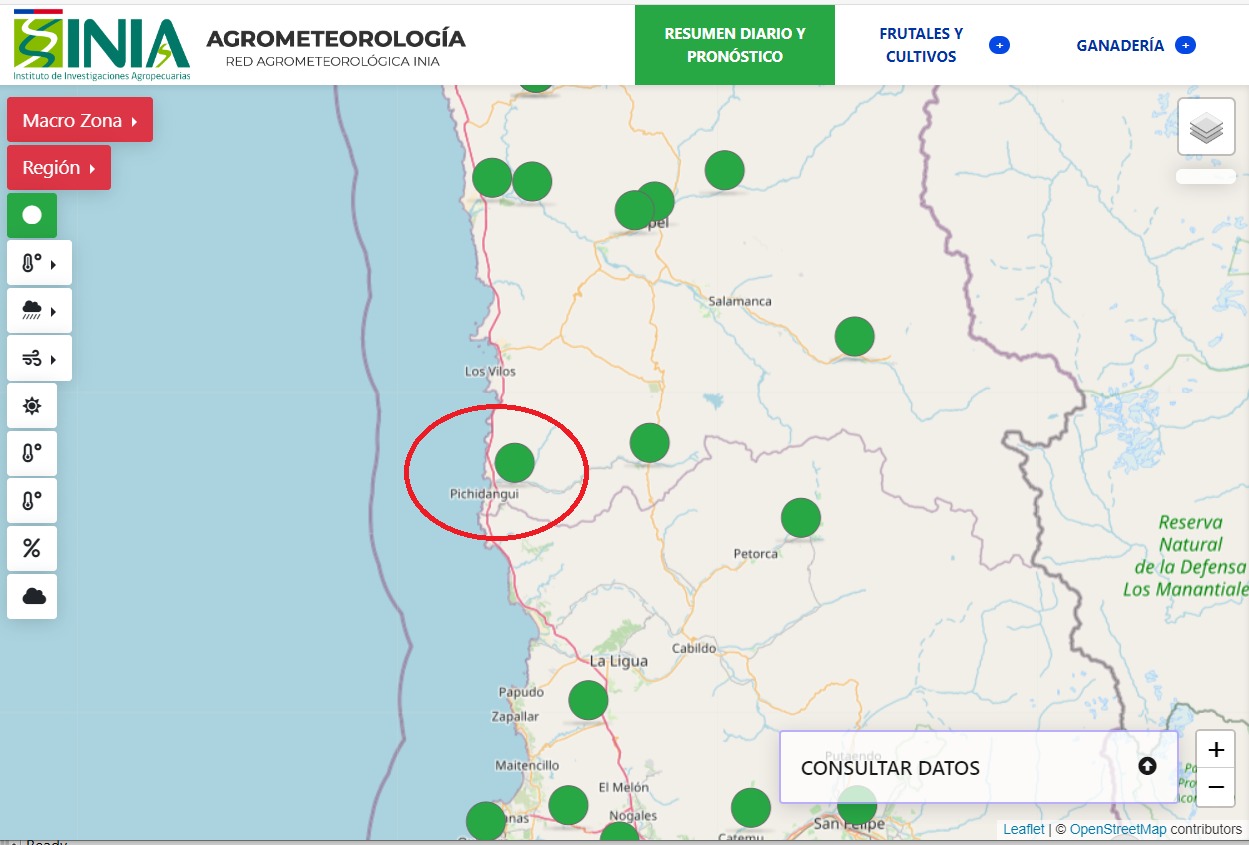 INIA
Instituto de Investigaciones Agropecuarias
AGROMETEOROLOGÍA
RED AGROMETEOROLÓGICA INIA
RESUMEN DIARIO Y
PRONÓSTICO
FRUTALES Y
CULTIVOS
+
GANADERÍA
+
Macro Zona
Región
%
pel
Salamanca
Los Vilos
Pichidangui
Petorca
Reserva
Natural
de la Defensa
Los Manantiale
Cabildo
La Ligua
Papudo
Zapallar
Maitencillo
El Melón
Nogales
nas
Catemu
Putaendo
San Felipe
CONSULTAR DATOS
+
−
Leaflet | © OpenStreetMap contributors
Ready